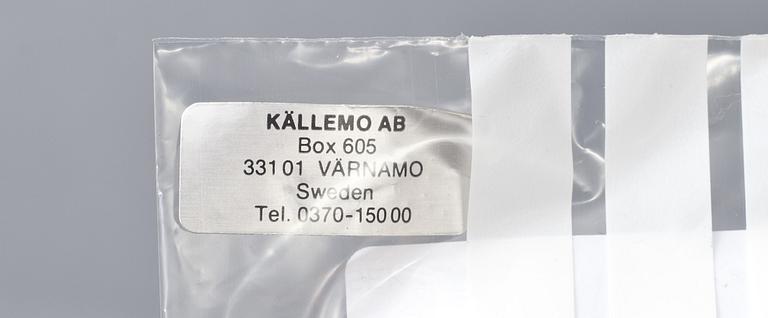 KÄLLEMO AB
Box 605
331 01 VÄRNAMO
Sweden
Tel. 0370-150 00